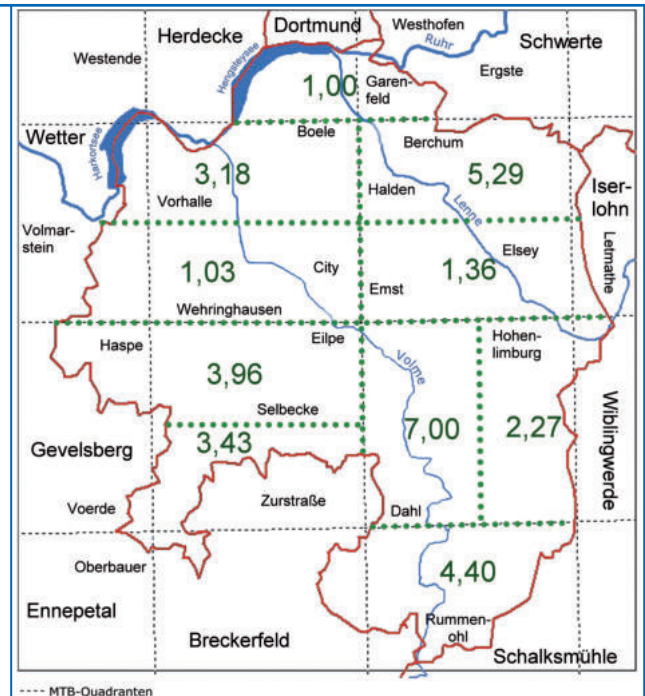 Dortmund
Westhofen
Herdecke
Schwerte
Westende
Ruhr
Hengsteysee
Ergste
Garen-
feld
1,00
Boele
Wetter
Harkortsee
Berchum
3,18
5,29
Iser-
lohn
Halden
Vorhalle
Lenne
Volmar-
stein
Letmathe
Elsey
City
1,03
1,36
Emst
Wehringhausen
Eilpe
Hohen-
limburg
Haspe
Volme
3,96
Selbecke
7,00
2,27
Wiblingwerde
Gevelsberg
3,43
Voerde
Zurstraße
Dahl
Oberbauer
4,40
Ennepetal
Rummen-
ohl
Breckerfeld
Schalksmühle
---- MTB-Quadranten